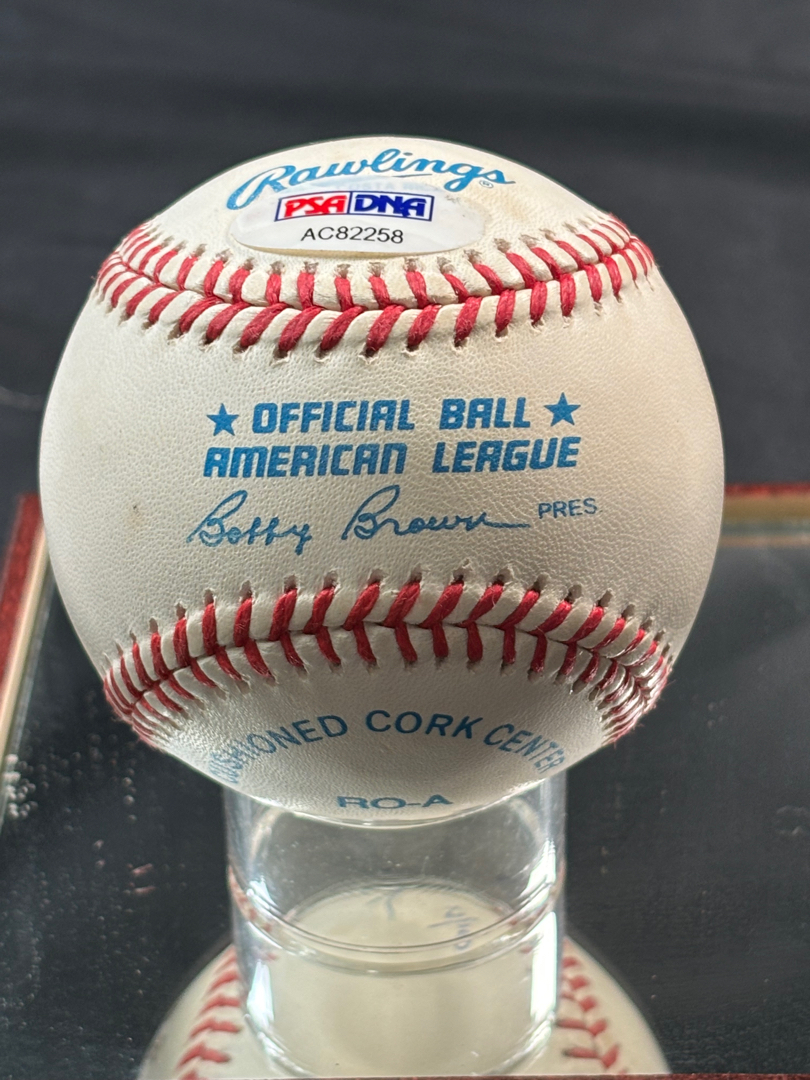 Rawlings®
PSA DNA
AC82258
★ OFFICIAL BALL ★
AMERICAN LEAGUE
Bobby Brown PRES.
CUSHIONED CORK CENTER
RO-A